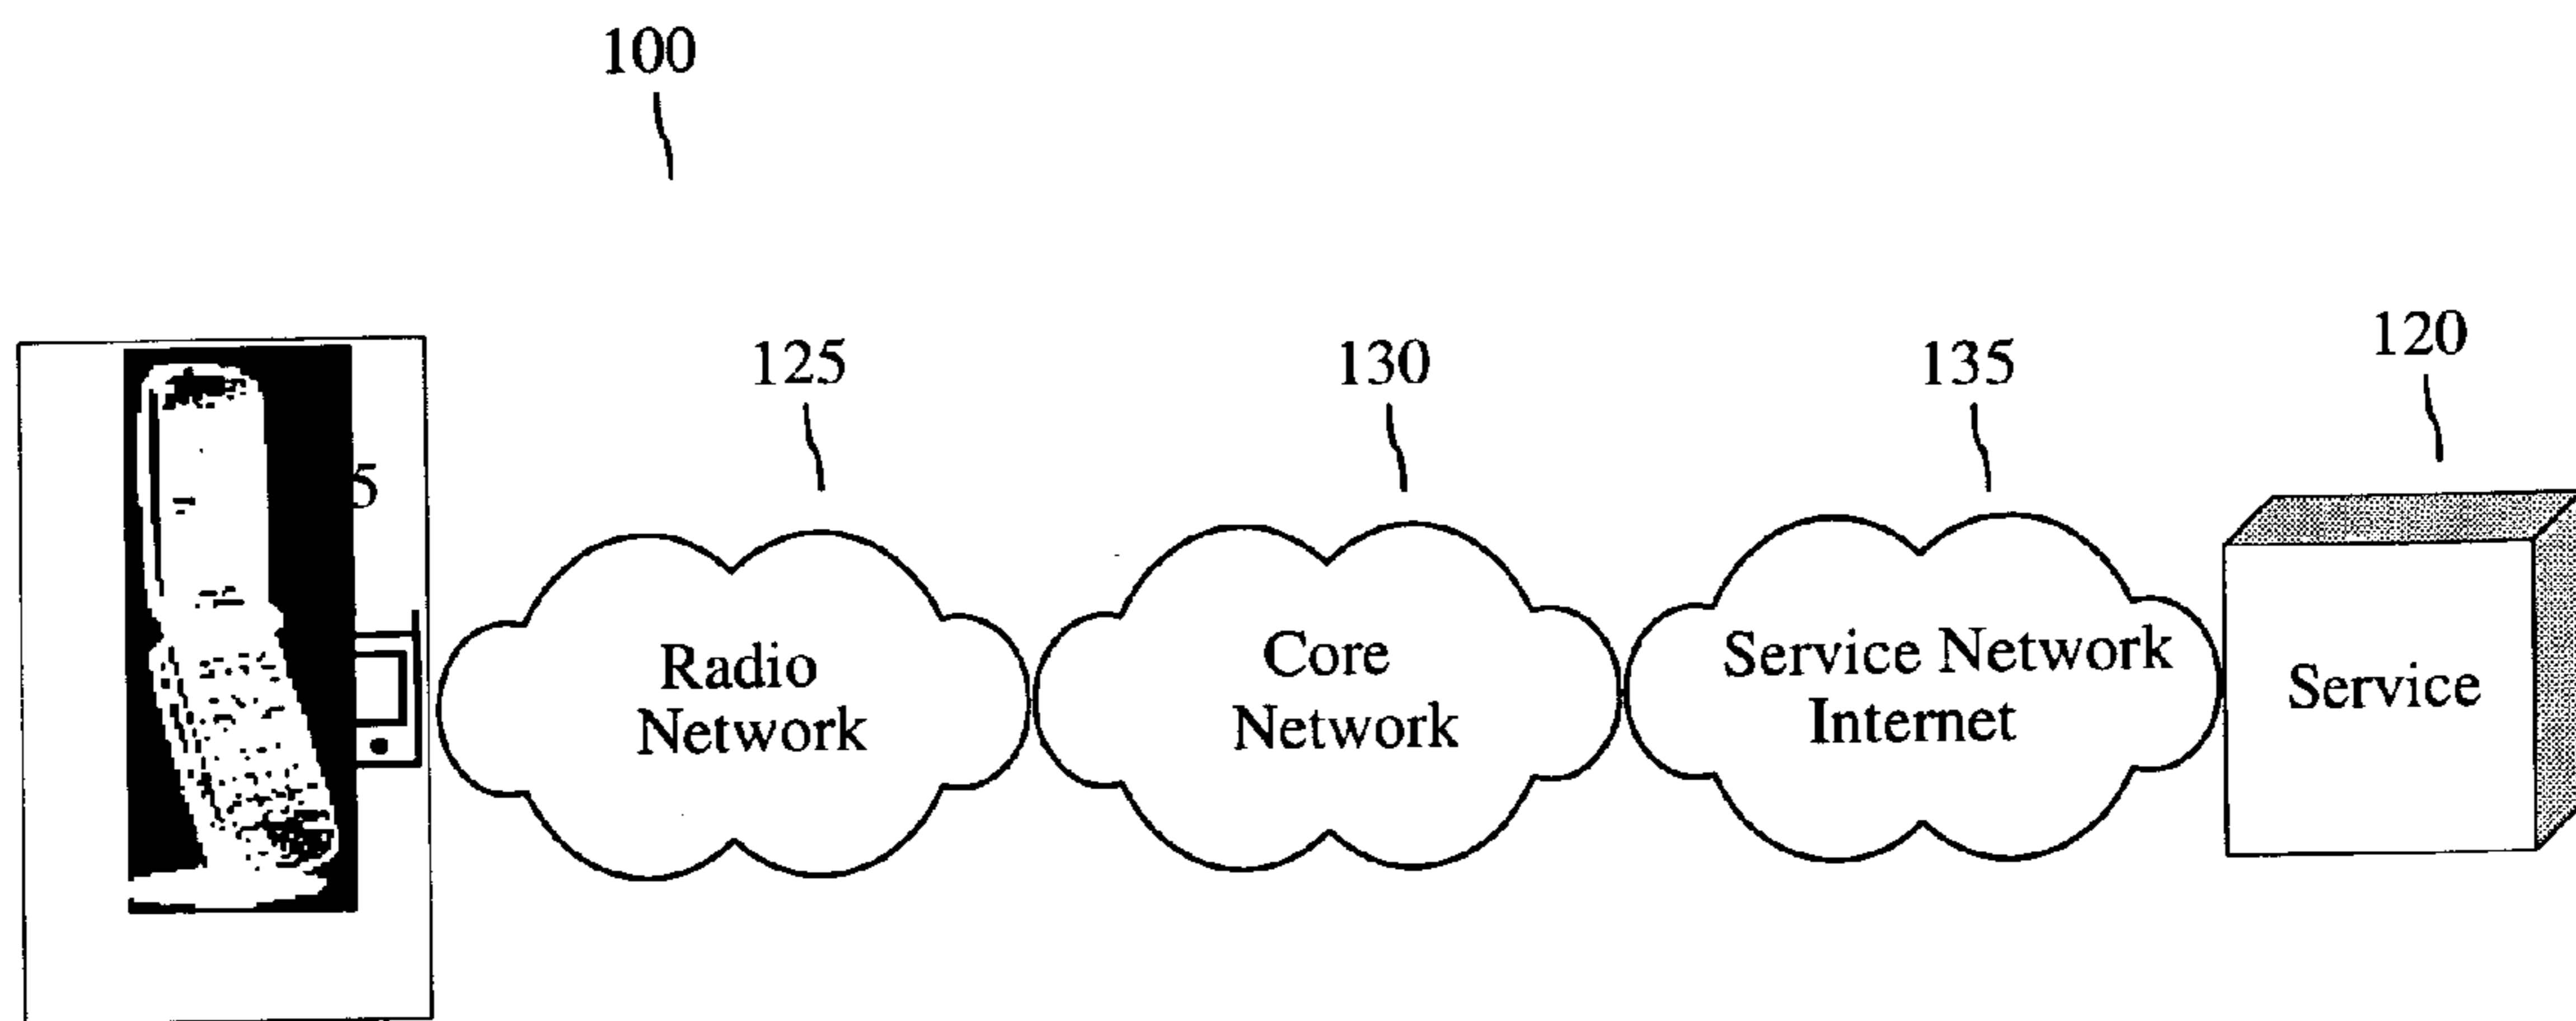 100
125
130
135
120
5
Radio
Network
Core
Network
Service Network
Internet
Service